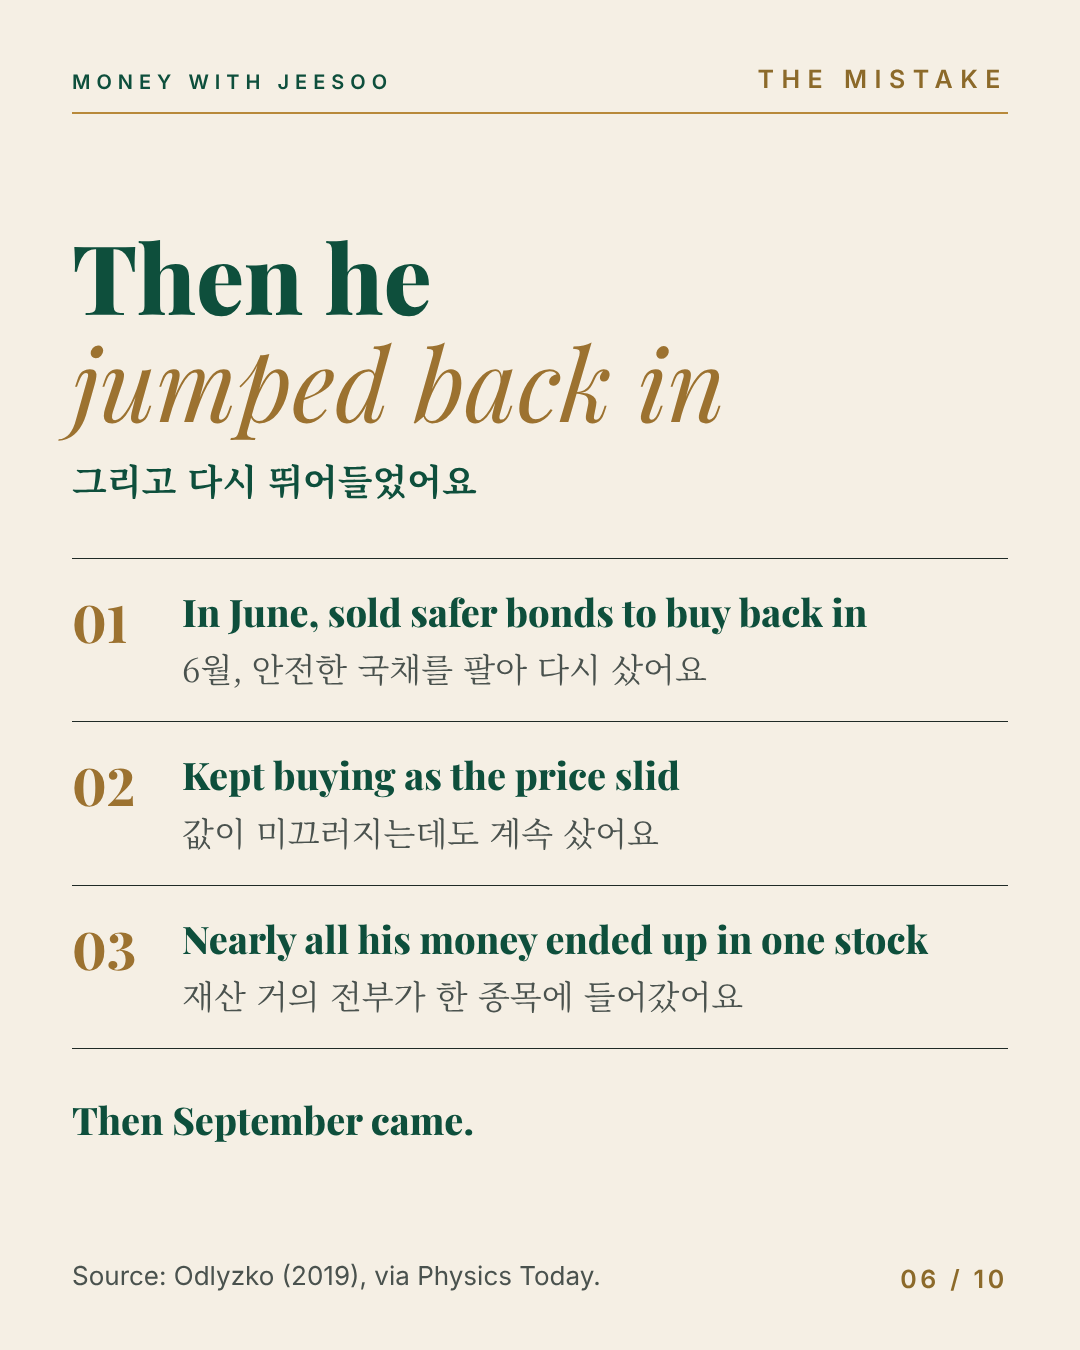 MONEY WITH JEESOO
THE MISTAKE
Then he
jumped back in
그리고 다시 뛰어들었어요
01
In June, sold safer bonds to buy back in
6월, 안전한 국채를 팔아 다시 샀어요
02
Kept buying as the price slid
값이 미끄러지는데도 계속 샀어요
03
Nearly all his money ended up in one stock
재산 거의 전부가 한 종목에 들어갔어요
Then September came.
Source: Odlyzko (2019), via Physics Today.
06 / 10